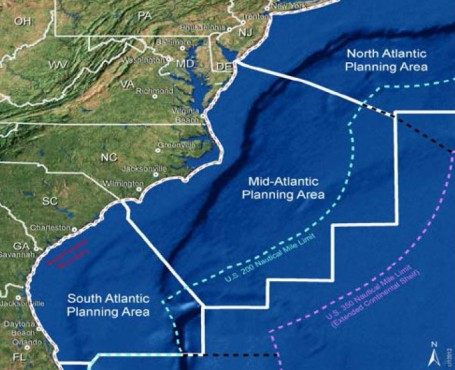 New York
OH
PA
Trenton
Philadelphia
NJ
Baltimore
Washington
MD
DE
WV
VA
Richmond
Virginia
Beach
Greenville
NC
Jacksonville
Wilmington
SC
Charleston
GA
Savannah
Jacksonville
Daytona
Beach
Orlando
FL
North Atlantic
Planning Area
Mid-Atlantic
Planning Area
South Atlantic
Planning Area
U.S. 200 Nautical Mile Limit
U.S. 350 Nautical Mile Limit
(Extended Continental Shelf)
N